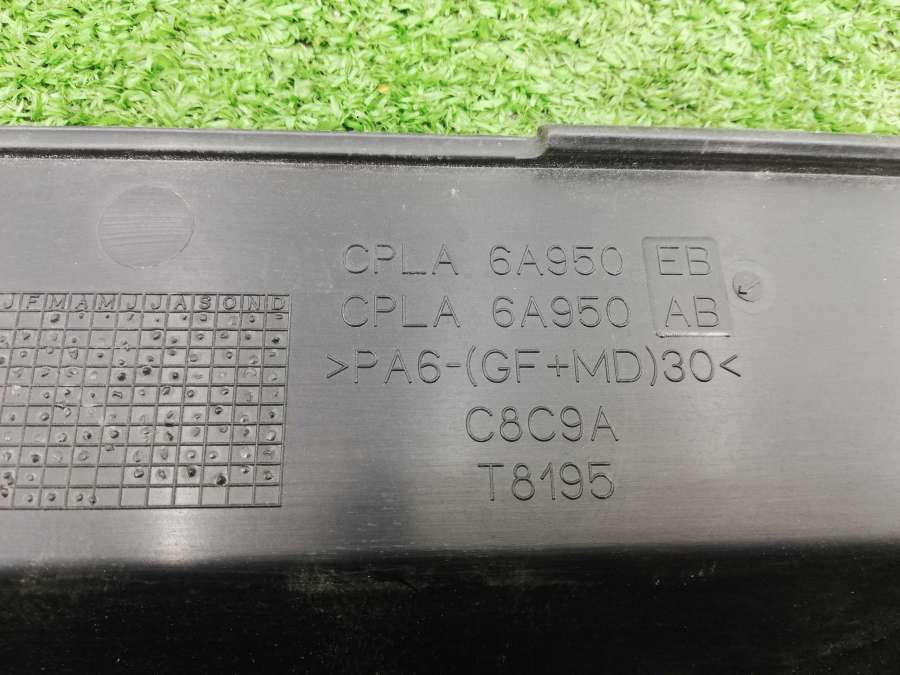 CPLA 6A950 EB
J F M A M J J A S O N D
CPLA 6A950 AB
>PA6-(GF+MD)30<
C8C9A
T8195